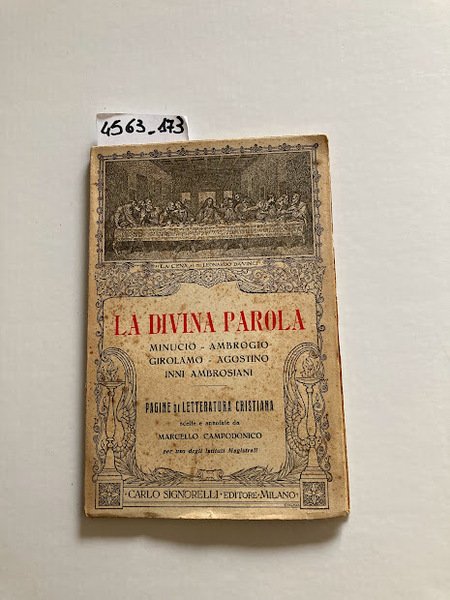 4563_173
LA CENA di LEONARDO DA VINCI
LA DIVINA PAROLA
MINUCIO - AMBROGIO
GIROLAMO - AGOSTINO
INNI AMBROSIANI
PAGINE DI LETTERATURA CRISTIANA
scelte e annotate da
MARCELLO CAMPODONICO
per uso degli Istituti Magistrali
·CARLO SIGNORELLI·EDITORE·MILANO·